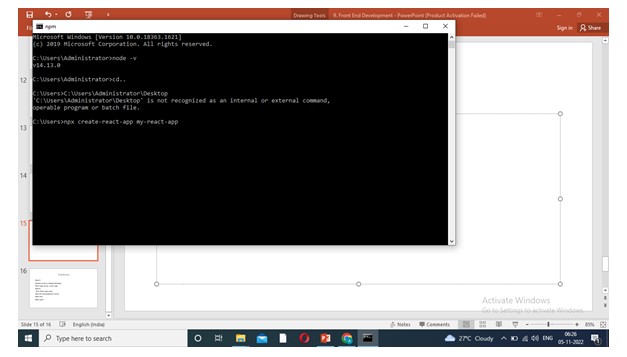 Drawing Tools
R. Front End Development - PowerPoint (Product Activation Failed)
Sign in
Share
npm
Microsoft Windows [Version 10.0.18363.1621]
(c) 2019 Microsoft Corporation. All rights reserved.
C:\Users\Administrator>node -v
v14.13.0
C:\Users\Administrator>cd..
C:\Users>C:\Users\Administrator\Desktop
'C:\Users\Administrator\Desktop' is not recognized as an internal or external command,
operable program or batch file.
C:\Users>npx create-react-app my-react-app
12
13
14
15
16
Activate Windows
Go to Settings to activate Windows.
Slide 15 of 16
English (India)
Notes
Comments
85%
Type here to search
27°C Cloudy
ENG
06:26
05-11-2022